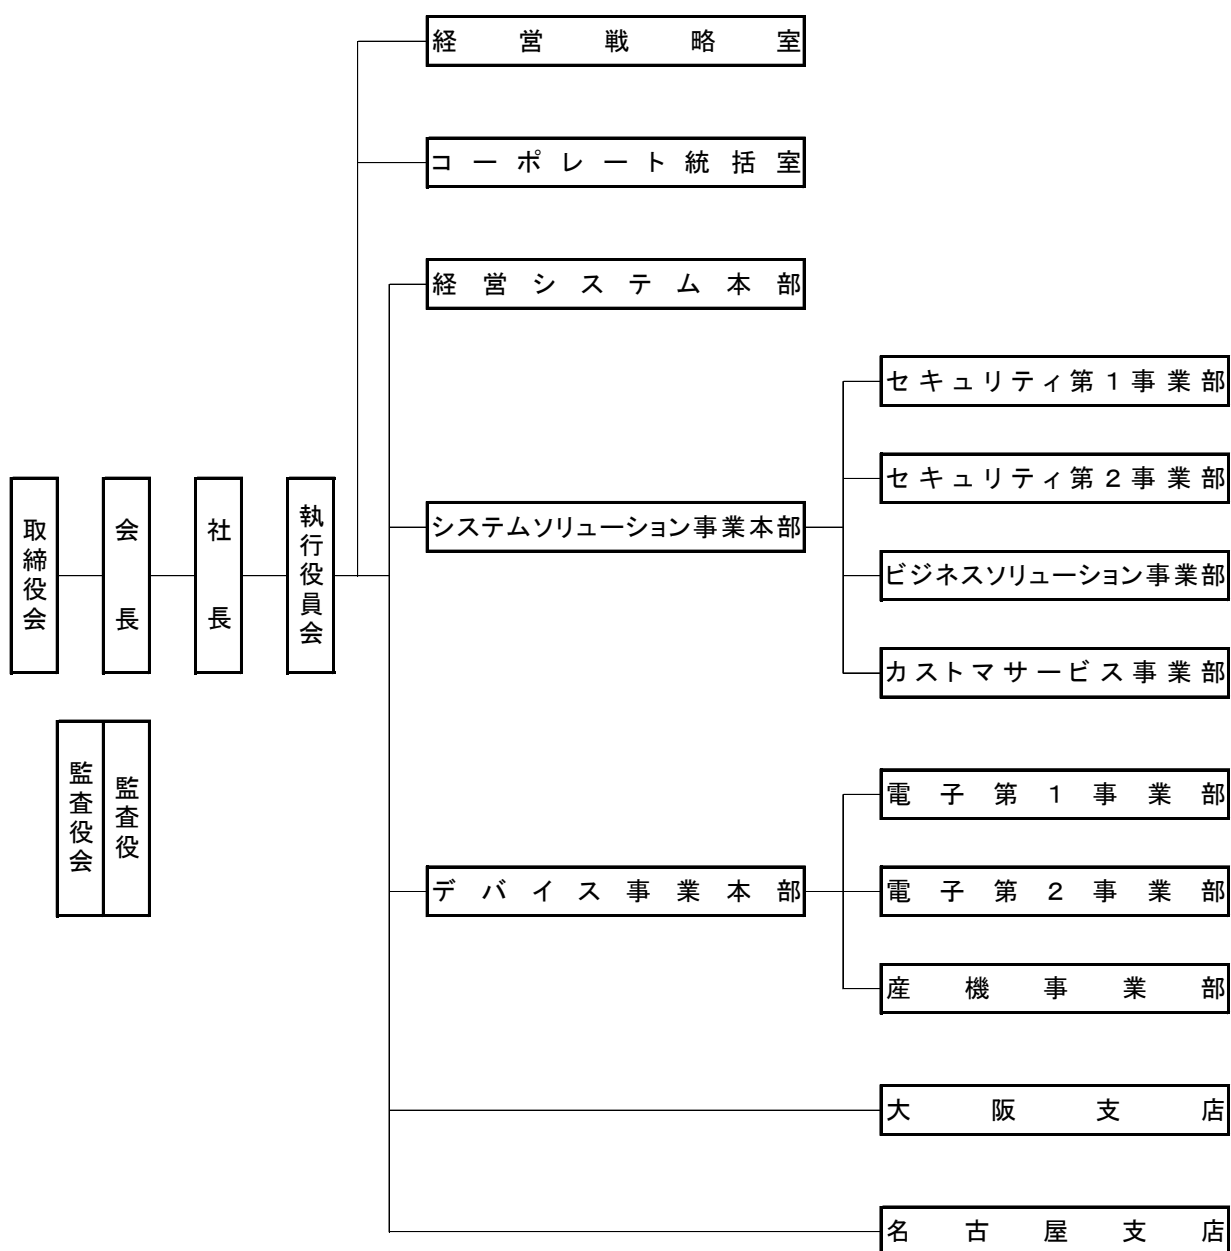 経営戦略室
コーポレート統括室
経営システム本部
セキュリティ第1事業部
セキュリティ第2事業部
取締役会
会長
社長
執行役員会
システムソリューション事業本部
ビジネスソリューション事業部
カストマサービス事業部
監査役会
監査役
電子第1事業部
デバイス事業本部
電子第2事業部
産機事業部
大阪支店
名古屋支店